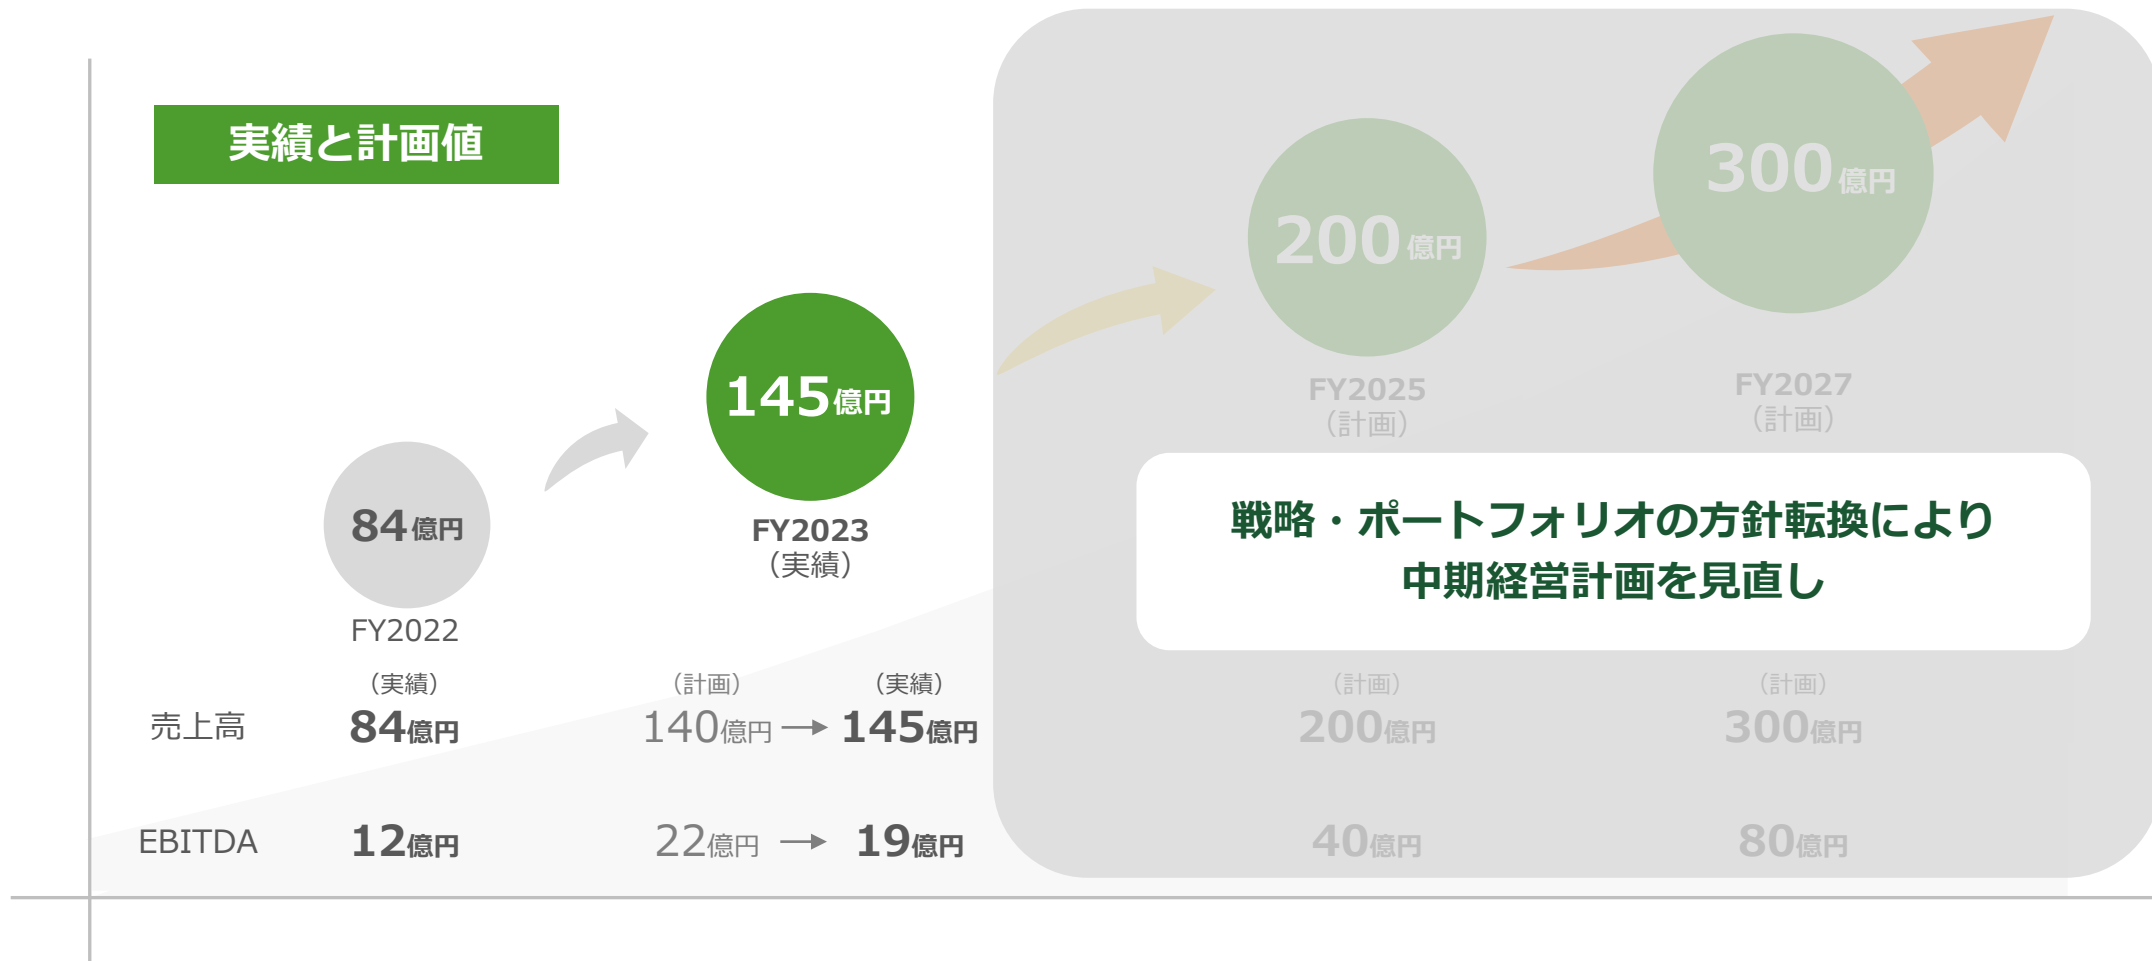 実績と計画値
84億円
FY2022
145億円
FY2023
（実績）
200億円
FY2025
（計画）
300億円
FY2027
（計画）
戦略・ポートフォリオの方針転換により
中期経営計画を見直し
（実績） （計画） （実績） （計画） （計画）
売上高 84億円 140億円 → 145億円 200億円 300億円
EBITDA 12億円 22億円 → 19億円 40億円 80億円